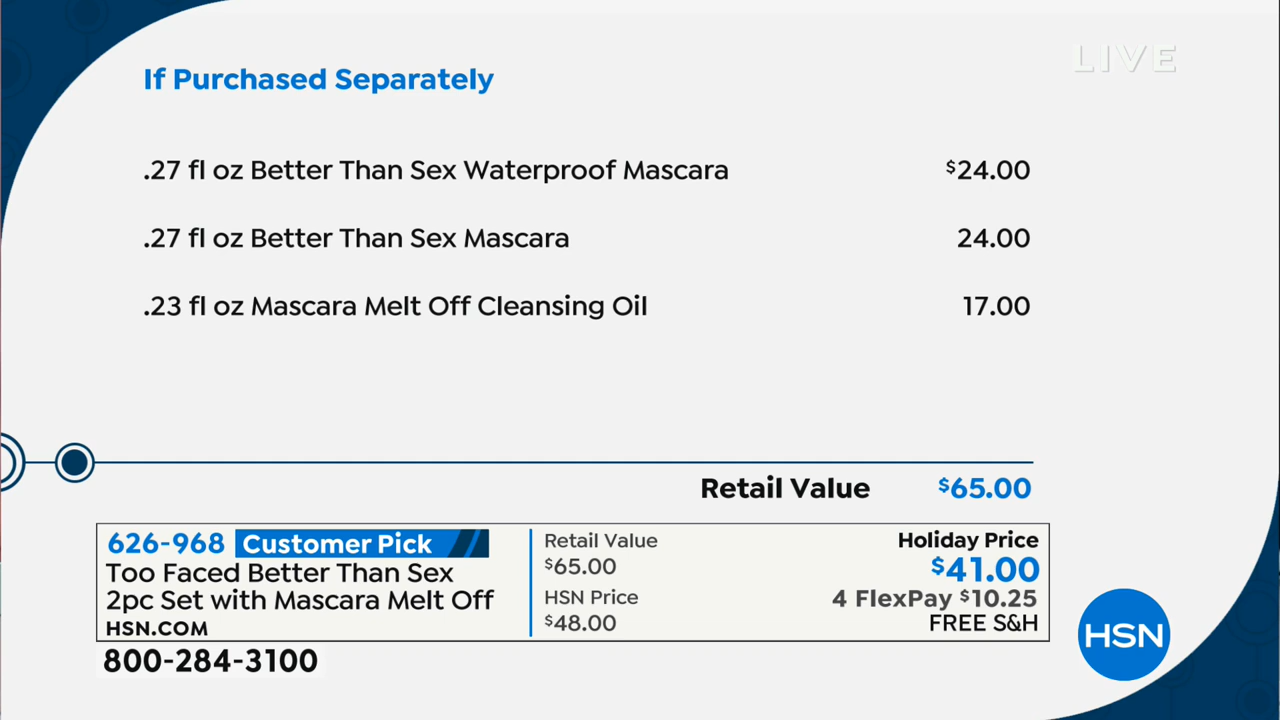 LIVE
If Purchased Separately
.27 fl oz Better Than Sex Waterproof Mascara $24.00
.27 fl oz Better Than Sex Mascara 24.00
.23 fl oz Mascara Melt Off Cleansing Oil 17.00
Retail Value $65.00
626-968 Customer Pick
Too Faced Better Than Sex
2pc Set with Mascara Melt Off
HSN.COM
Retail Value
$65.00
HSN Price
$48.00
Holiday Price
$41.00
4 FlexPay $10.25
FREE S&H
800-284-3100
HSN